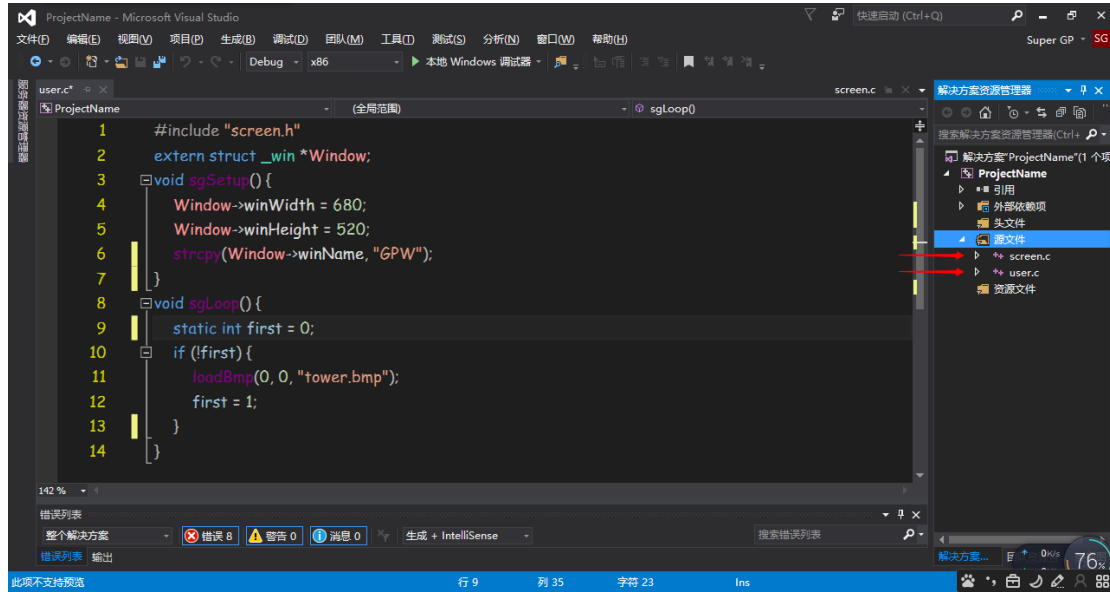 ProjectName - Microsoft Visual Studio
快速启动 (Ctrl+Q)
文件(F) 编辑(E) 视图(V) 项目(P) 生成(B) 调试(D) 团队(M) 工具(T) 测试(S) 分析(N) 窗口(W) 帮助(H)
Super GP
SG
Debug x86 本地 Windows 调试器
服务器资源管理器
user.c*
screen.c
ProjectName (全局范围) sgLoop()
1 #include "screen.h"
2 extern struct _win *Window;
3 void sgSetup() {
4 Window->winWidth = 680;
5 Window->winHeight = 520;
6 strcpy(Window->winName, "GPW");
7 }
8 void sgLoop() {
9 static int first = 0;
10 if (!first) {
11 loadBmp(0, 0, "tower.bmp");
12 first = 1;
13 }
14 }
142 %
错误列表
整个解决方案 错误 8 警告 0 消息 0 生成 + IntelliSense 搜索错误列表
错误列表 输出
解决方案资源管理器
搜索解决方案资源管理器(Ctrl+
解决方案"ProjectName"(1 个项
ProjectName
引用
外部依赖项
头文件
源文件
screen.c
user.c
资源文件
解决方案...
0K/s
76%
此项不支持预览 行 9 列 35 字符 23 Ins